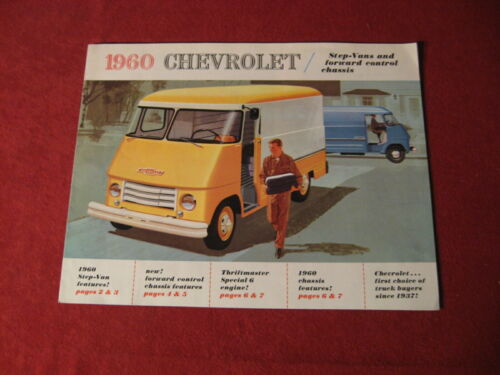 1960 CHEVROLET / Step-Vans and
forward control
chassis
CHEVROLET
1960
Step-Van
features!
pages 2 & 3
new!
forward control
chassis features
pages 4 & 5
Thriftmaster
Special 6
engine!
pages 6 & 7
1960
chassis
features!
pages 6 & 7
Chevrolet...
first choice of
truck buyers
since 1937!